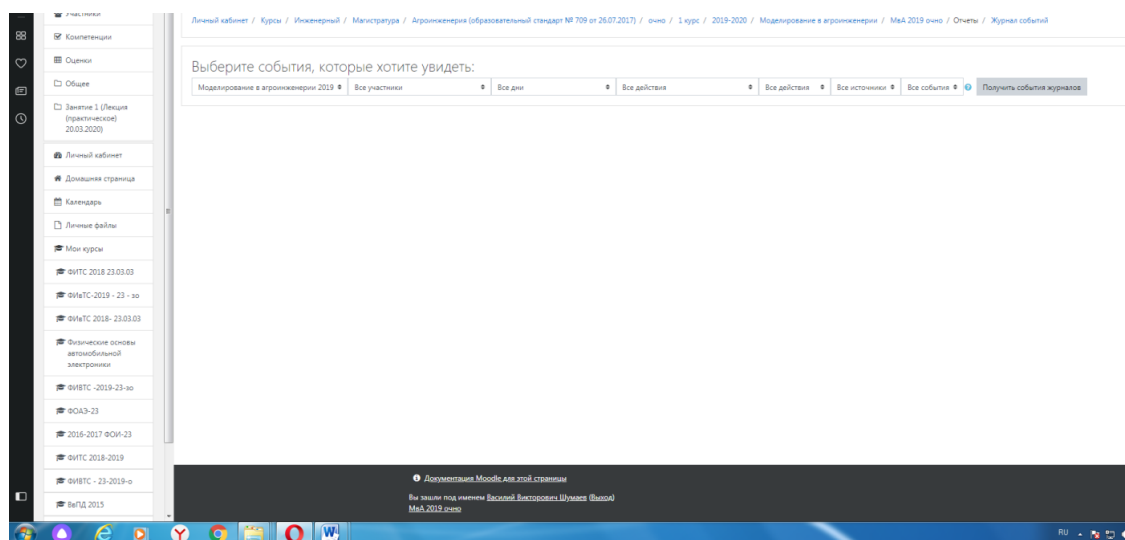 Участники
Личный кабинет / Курсы / Инженерный / Магистратура / Агроинженерия (образовательный стандарт № 709 от 26.07.2017) / очно / 1 курс / 2019-2020 / Моделирование в агроинженерии / МвА 2019 очно / Отчеты / Журнал событий
Компетенции
Оценки
Общее
Занятие 1 (Лекция
(практическое)
20.03.2020)
Личный кабинет
Домашняя страница
Календарь
Личные файлы
Мои курсы
ФИТС 2018 23.03.03
ФИвТС-2019 - 23 - зо
ФИвТС 2018- 23.03.03
Физические основы
автомобильной
электроники
ФИВТС -2019-23-зо
ФОАЭ-23
2016-2017 ФОИ-23
ФИТС 2018-2019
ФИВТС - 23-2019-о
ВвПД 2015
Выберите события, которые хотите увидеть:
Моделирование в агроинженерии 2019 Все участники Все дни Все действия Все действия Все источники Все события Получить события журналов
Документация Moodle для этой страницы
Вы зашли под именем Василий Викторович Шумаев (Выход)
МвА 2019 очно
RU